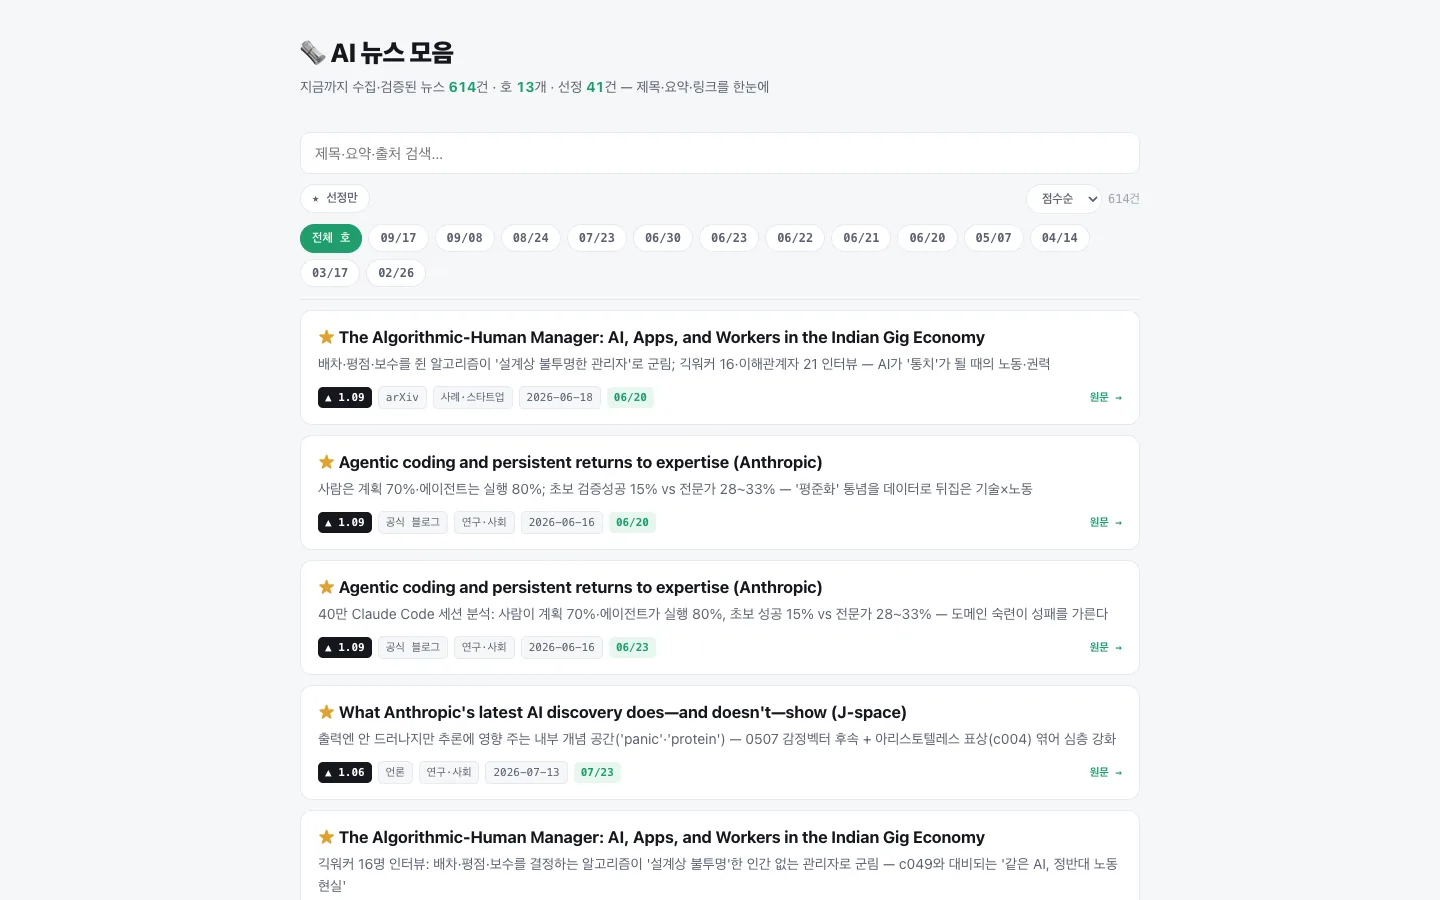 AI 뉴스 모음
지금까지 수집·검증된 뉴스 614건 · 호 13개 · 선정 41건 — 제목·요약·링크를 한눈에
제목·요약·출처 검색...
★ 선정만
점수순
614건
전체 호
09/17
09/08
08/24
07/23
06/30
06/23
06/22
06/21
06/20
05/07
04/14
03/17
02/26
The Algorithmic-Human Manager: AI, Apps, and Workers in the Indian Gig Economy
배차·평점·보수를 쥔 알고리즘이 '설계상 불투명한 관리자'로 군림; 긱워커 16·이해관계자 21 인터뷰 — AI가 '통치'가 될 때의 노동·권력
▲ 1.09
arXiv
사례·스타트업
2026-06-18
06/20
원문 →
Agentic coding and persistent returns to expertise (Anthropic)
사람은 계획 70%·에이전트는 실행 80%; 초보 검증성공 15% vs 전문가 28~33% — '평준화' 통념을 데이터로 뒤집은 기술×노동
▲ 1.09
공식 블로그
연구·사회
2026-06-16
06/20
원문 →
Agentic coding and persistent returns to expertise (Anthropic)
40만 Claude Code 세션 분석: 사람이 계획 70%·에이전트가 실행 80%, 초보 성공 15% vs 전문가 28~33% — 도메인 숙련이 성패를 가른다
▲ 1.09
공식 블로그
연구·사회
2026-06-16
06/23
원문 →
What Anthropic's latest AI discovery does—and doesn't—show (J-space)
출력엔 안 드러나지만 추론에 영향 주는 내부 개념 공간('panic'·'protein') — 0507 감정벡터 후속 + 아리스토텔레스 표상(c004) 엮어 심층 강화
▲ 1.06
언론
연구·사회
2026-07-13
07/23
원문 →
The Algorithmic-Human Manager: AI, Apps, and Workers in the Indian Gig Economy
긱워커 16명 인터뷰: 배차·평점·보수를 결정하는 알고리즘이 '설계상 불투명'한 인간 없는 관리자로 군림 — c049와 대비되는 '같은 AI, 정반대 노동
현실'